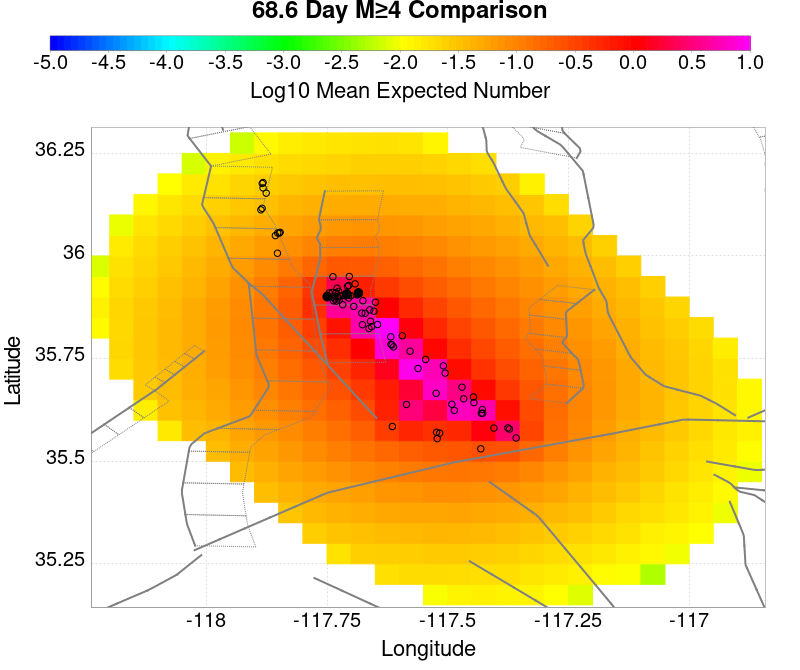 68.6 Day M≥4 Comparison
-5.0 -4.5 -4.0 -3.5 -3.0 -2.5 -2.0 -1.5 -1.0 -0.5 0.0 0.5 1.0
Log10 Mean Expected Number
36.25
36
35.75
35.5
35.25
Latitude
-118 -117.75 -117.5 -117.25 -117
Longitude